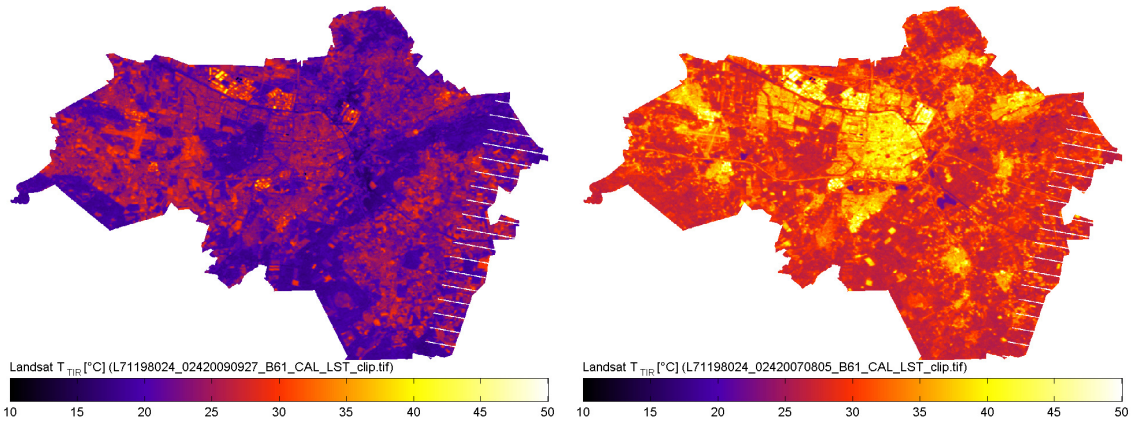 Landsat T TIR [°C] (L71198024_02420090927_B61_CAL_LST_clip.tif)
10 15 20 25 30 35 40 45 50
Landsat T TIR [°C] (L71198024_02420070805_B61_CAL_LST_clip.tif)
10 15 20 25 30 35 40 45 50